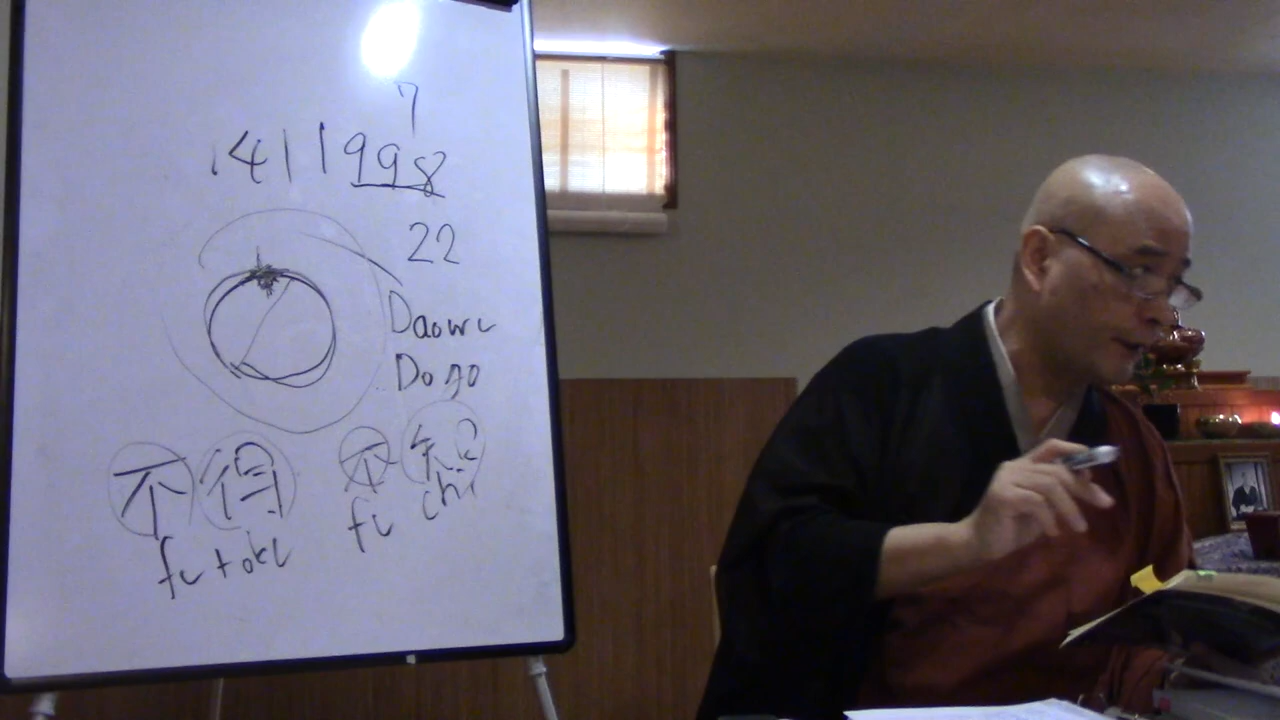 7
1411998
22
Daowu
Dogo
不得 不知
futoku fu chi